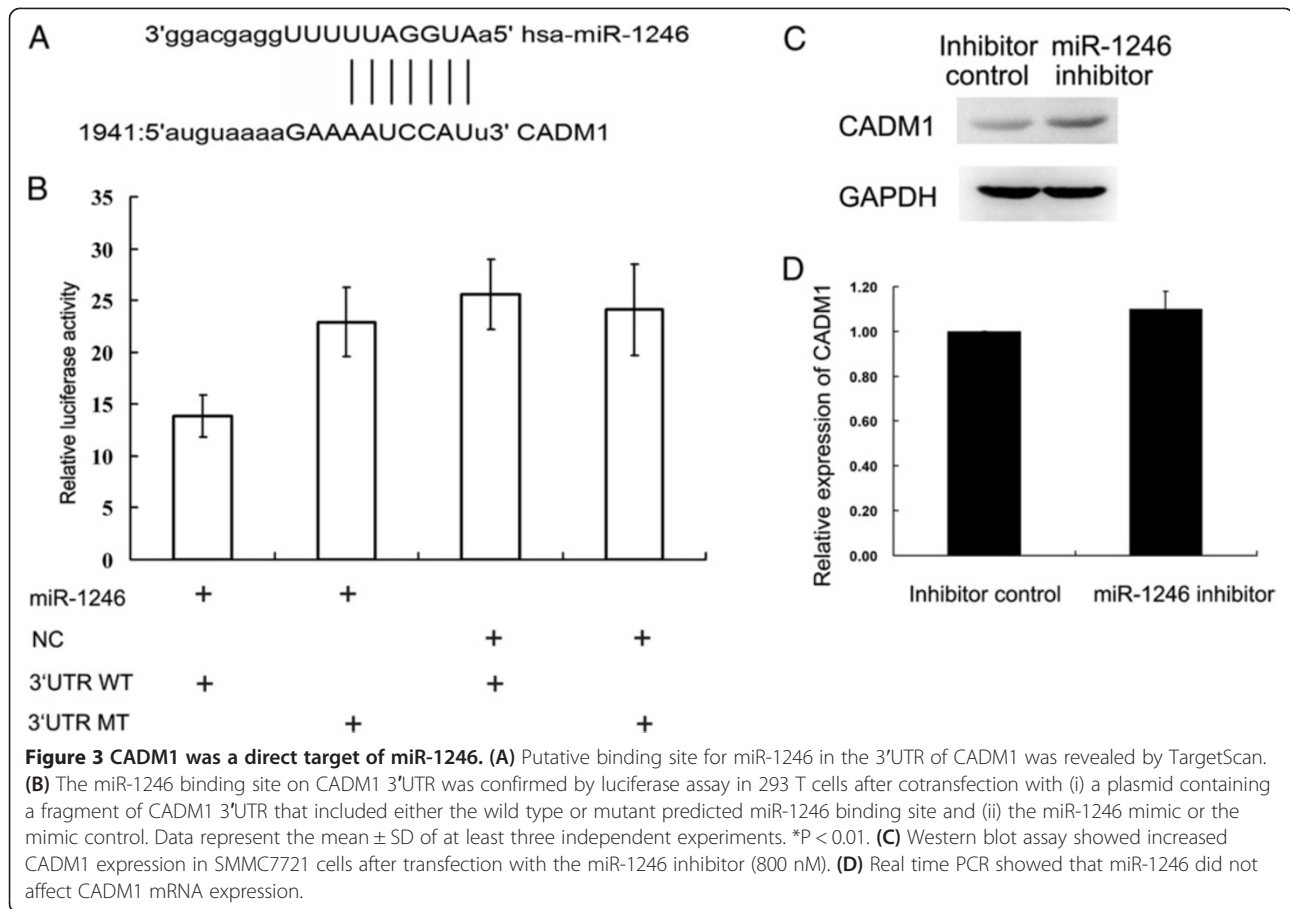 A
3'ggacgaggUUUUUAGGUAa5' hsa-miR-1246
1941:5'auguaaaaGAAAAUCCAUu3' CADM1
B
Relative luciferase activity
35
30
25
20
15
10
5
0
miR-1246 + +
NC + +
3'UTR WT + +
3'UTR MT + +
C
Inhibitor control
miR-1246 inhibitor
CADM1
GAPDH
D
Relative expression of CADM1
1.20
1.00
0.80
0.60
0.40
0.20
0.00
Inhibitor control
miR-1246 inhibitor
Figure 3 CADM1 was a direct target of miR-1246. (A) Putative binding site for miR-1246 in the 3'UTR of CADM1 was revealed by TargetScan.
(B) The miR-1246 binding site on CADM1 3'UTR was confirmed by luciferase assay in 293 T cells after cotransfection with (i) a plasmid containing
a fragment of CADM1 3'UTR that included either the wild type or mutant predicted miR-1246 binding site and (ii) the miR-1246 mimic or the
mimic control. Data represent the mean ± SD of at least three independent experiments. *P < 0.01. (C) Western blot assay showed increased
CADM1 expression in SMMC7721 cells after transfection with the miR-1246 inhibitor (800 nM). (D) Real time PCR showed that miR-1246 did not
affect CADM1 mRNA expression.